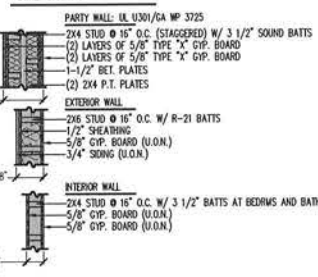 PARTY WALL: UL U301/GA WP 3725
2X4 STUD @ 16" O.C. (STAGGERED) W/ 3 1/2" SOUND BATTS
(2) LAYERS OF 5/8" TYPE "X" GYP. BOARD
(2) LAYERS OF 5/8" TYPE "X" GYP. BOARD
1-1/2" BET. PLATES
(2) 2X4 P.T. PLATES
EXTERIOR WALL
2X6 STUD @ 16" O.C. W/ R-21 BATTS
1/2" SHEATHING
5/8" GYP. BOARD (U.O.N.)
3/4" SIDING (U.O.N.)
8"
INTERIOR WALL
2X4 STUD @ 16" O.C. W/ 3 1/2" BATTS AT BEDRMS AND BATH
5/8" GYP. BOARD (U.O.N.)
5/8" GYP. BOARD (U.O.N.)